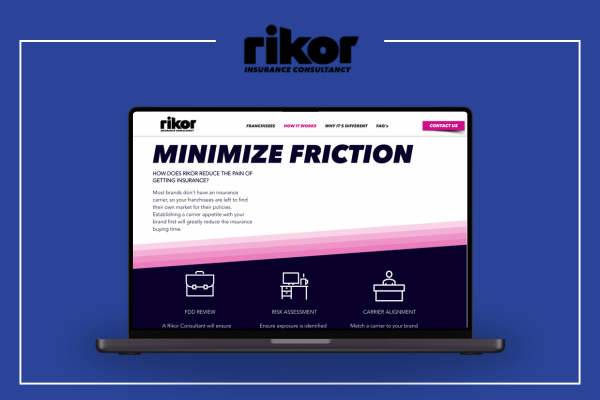 rikor
INSURANCE CONSULTANCY
rikor
INSURANCE CONSULTANCY
FRANCHISEES HOW IT WORKS WHY IT'S DIFFERENT FAQ's CONTACT US
MINIMIZE FRICTION
HOW DOES RIKOR REDUCE THE PAIN OF
GETTING INSURANCE?
Most brands don't have an insurance
carrier, so your franchisees are left to find
their own market for their policies.
Establishing a carrier appetite with your
brand first will greatly reduce the insurance
buying time.
FDD REVIEW RISK ASSESSMENT CARRIER ALIGNMENT
A Rikor Consultant will ensure Ensure exposure is identified Match a carrier to your brand